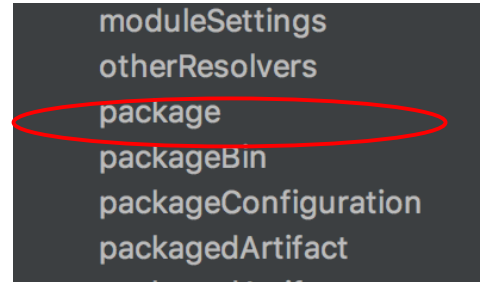 moduleSettings
otherResolvers
package
packageBin
packageConfiguration
packagedArtifact